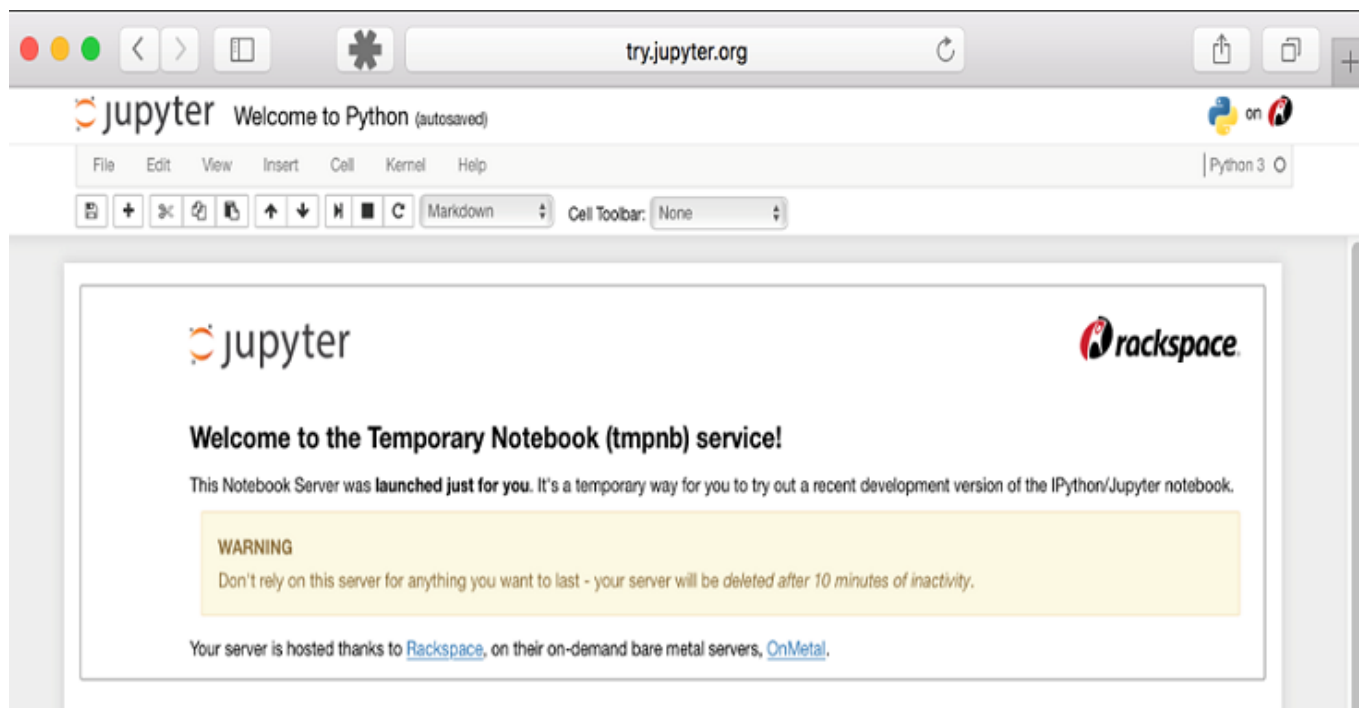 try.jupyter.org
jupyter Welcome to Python (autosaved) on
File Edit View Insert Cell Kernel Help Python 3
Markdown Cell Toolbar: None
jupyter rackspace.
Welcome to the Temporary Notebook (tmpnb) service!
This Notebook Server was launched just for you. It's a temporary way for you to try out a recent development version of the IPython/Jupyter notebook.
WARNING
Don't rely on this server for anything you want to last - your server will be deleted after 10 minutes of inactivity.
Your server is hosted thanks to Rackspace, on their on-demand bare metal servers, OnMetal.